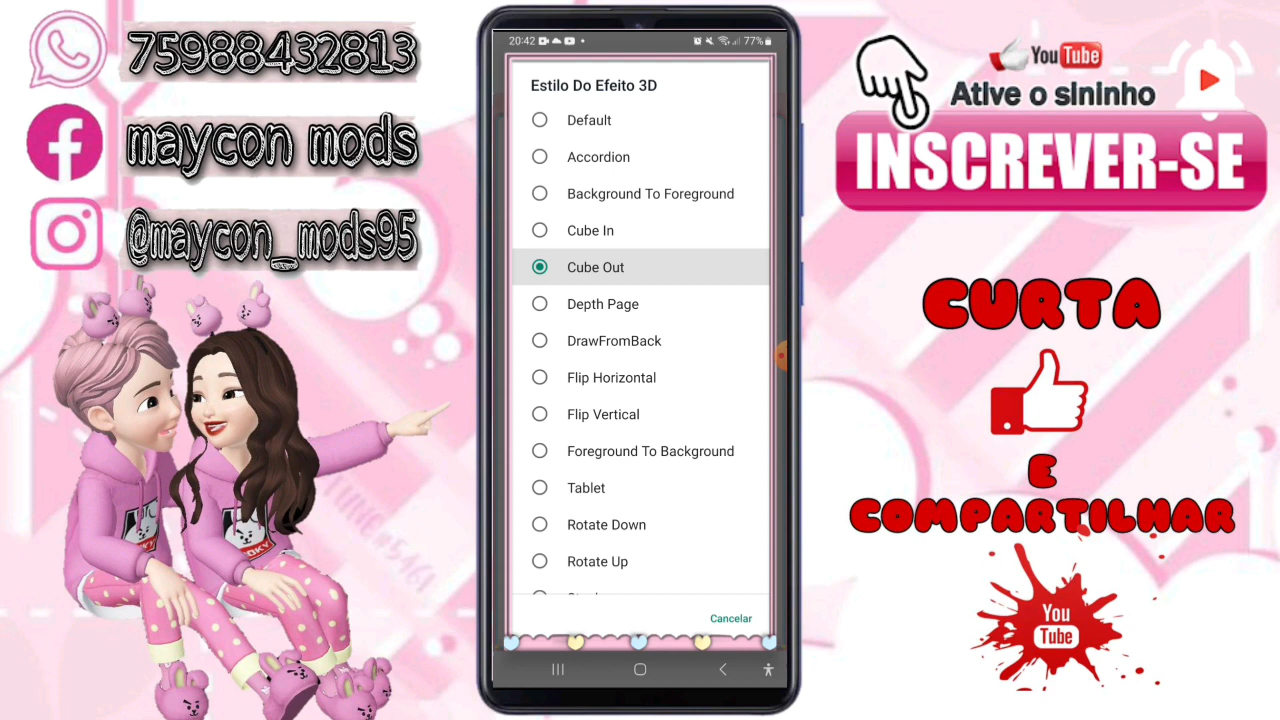 75988432813
maycon mods
@maycon_mods95
20:42
77%
Estilo Do Efeito 3D
Default
Accordion
Background To Foreground
Cube In
Cube Out
Depth Page
DrawFromBack
Flip Horizontal
Flip Vertical
Foreground To Background
Tablet
Rotate Down
Rotate Up
Cancelar
YouTube
Ative o sininho
INSCREVER-SE
CURTA
E
COMPARTILHAR
You
Tube